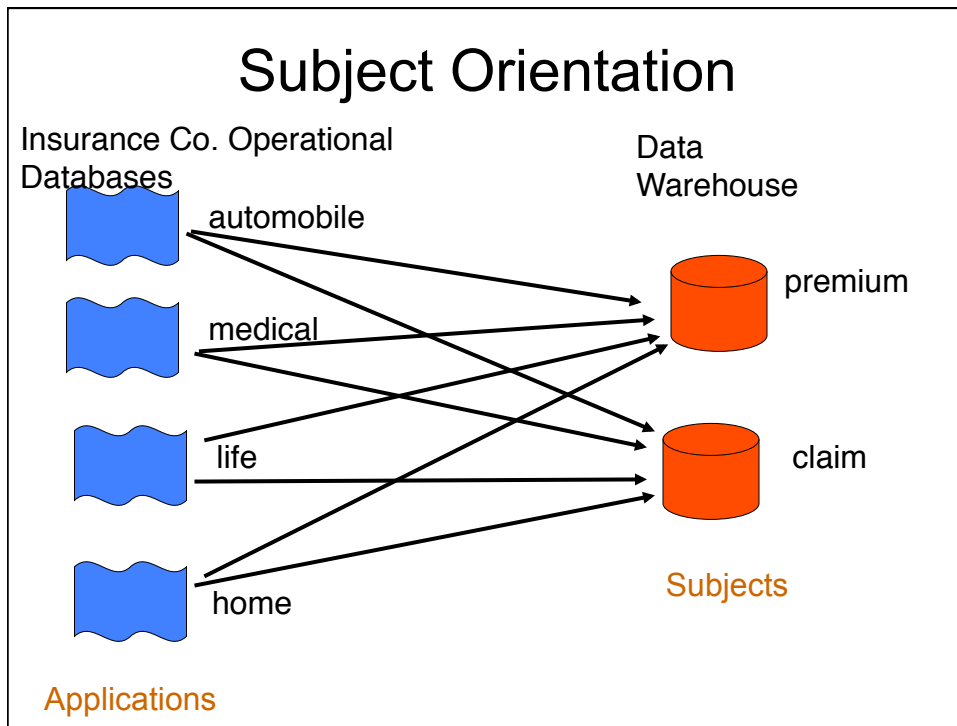 Subject Orientation
Insurance Co. Operational
Databases
Data
Warehouse
automobile
premium
medical
life
claim
home
Subjects
Applications